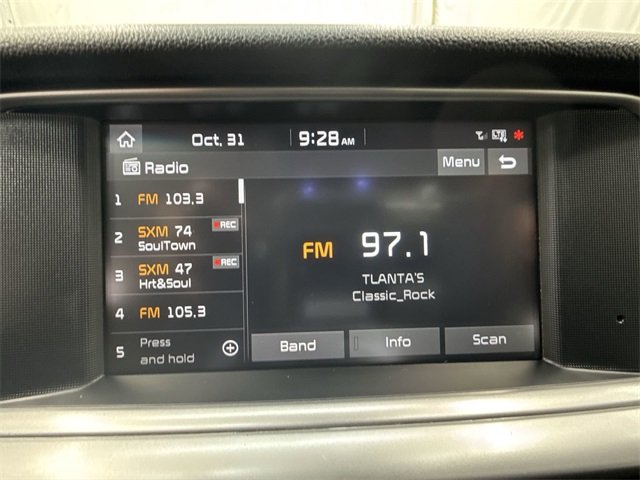 Oct. 31
9:28 AM
LTE
Radio
Menu
1 FM 103.3
2 SXM 74
REC
SoulTown
3 SXM 47
REC
Hrt&Soul
4 FM 105.3
5 Press
and hold
FM 97.1
TLANTA'S
Classic_Rock
Band
Info
Scan